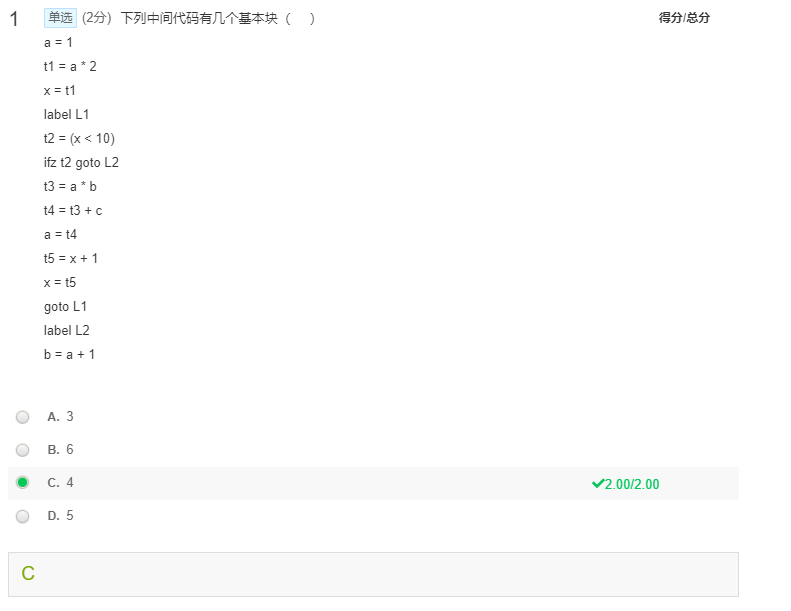 1 单选 (2分) 下列中间代码有几个基本块（ ） 得分/总分
a = 1
t1 = a * 2
x = t1
label L1
t2 = (x < 10)
ifz t2 goto L2
t3 = a * b
t4 = t3 + c
a = t4
t5 = x + 1
x = t5
goto L1
label L2
b = a + 1
A. 3
B. 6
C. 4 2.00/2.00
D. 5
C